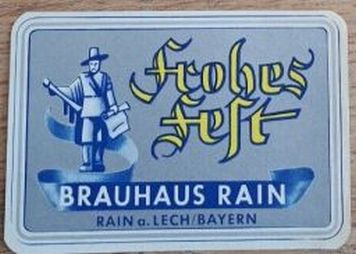 Frohes
Fest
BRAUHAUS RAIN
RAIN a. LECH/BAYERN